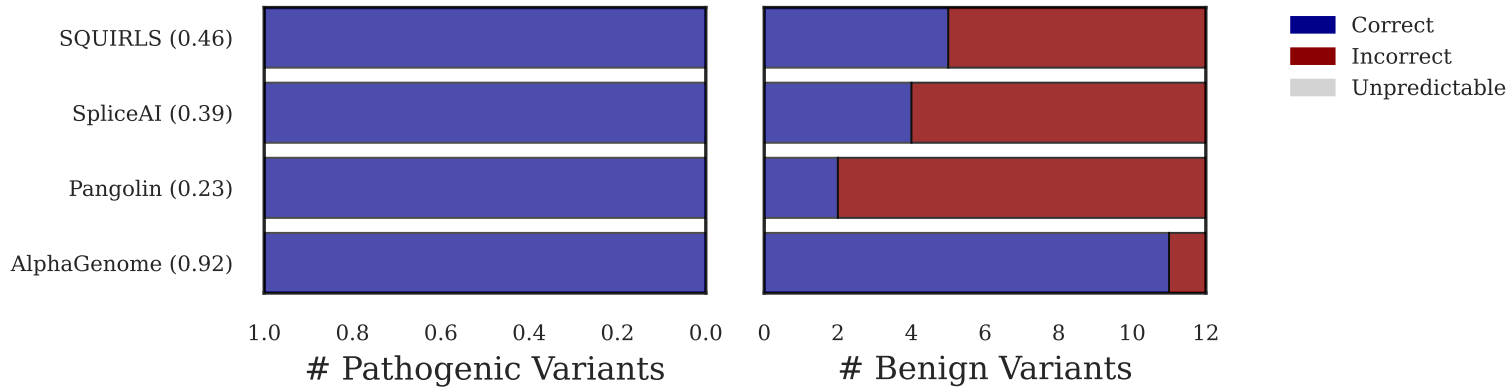 SQUIRLS (0.46)
SpliceAI (0.39)
Pangolin (0.23)
AlphaGenome (0.92)
1.0 0.8 0.6 0.4 0.2 0.0
# Pathogenic Variants
0 2 4 6 8 10 12
# Benign Variants
Correct
Incorrect
Unpredictable